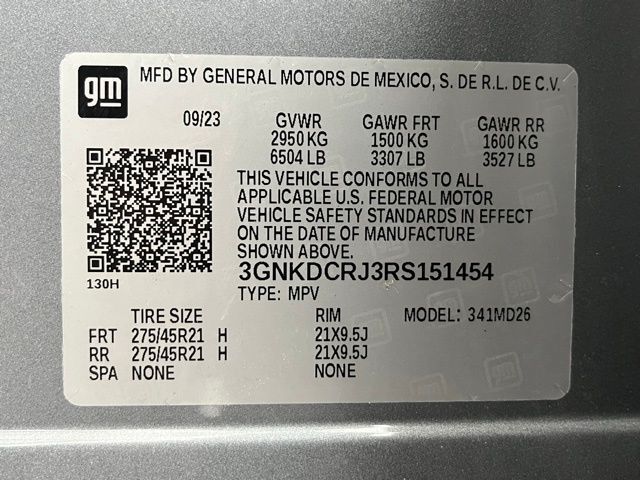 gm MFD BY GENERAL MOTORS DE MEXICO, S. DE R.L. DE C.V.
09/23 GVWR GAWR FRT GAWR RR
2950 KG 1500 KG 1600 KG
6504 LB 3307 LB 3527 LB
THIS VEHICLE CONFORMS TO ALL
APPLICABLE U.S. FEDERAL MOTOR
VEHICLE SAFETY STANDARDS IN EFFECT
ON THE DATE OF MANUFACTURE
SHOWN ABOVE.
3GNKDCRJ3RS151454
130H TYPE: MPV
TIRE SIZE RIM MODEL: 341MD26
FRT 275/45R21 H 21X9.5J
RR 275/45R21 H 21X9.5J
SPA NONE NONE